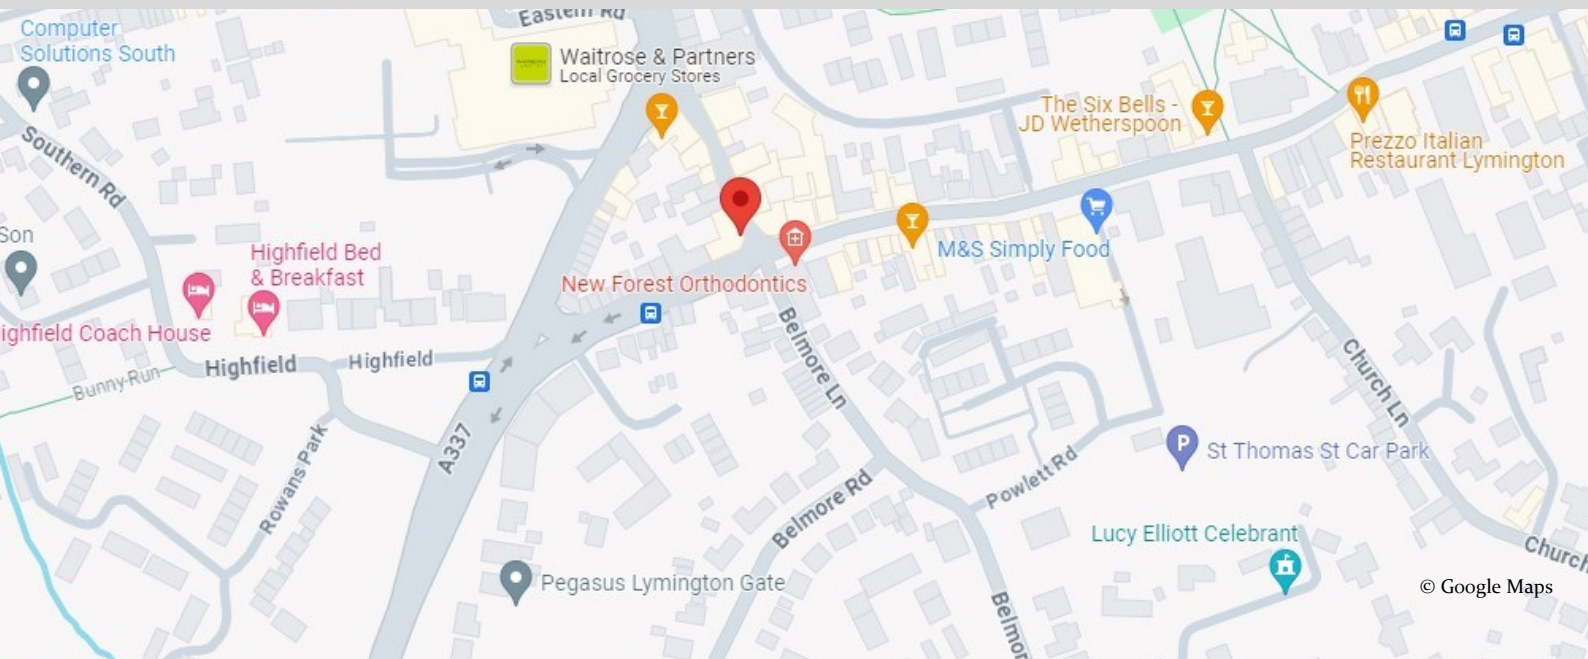 Computer
Solutions South
Eastern Rd
Waitrose & Partners
Local Grocery Stores
The Six Bells -
JD Wetherspoon
Prezzo Italian
Restaurant Lymington
Southern Rd
Son
Highfield Bed
& Breakfast
ighfield Coach House
New Forest Orthodontics
M&S Simply Food
Highfield
Highfield
Bunny Run
Belmore Ln
Church Ln
A337
Rowans Park
P
St Thomas St Car Park
Powlett Rd
Belmore Rd
Lucy Elliott Celebrant
Church
Pegasus Lymington Gate
Belmor
© Google Maps